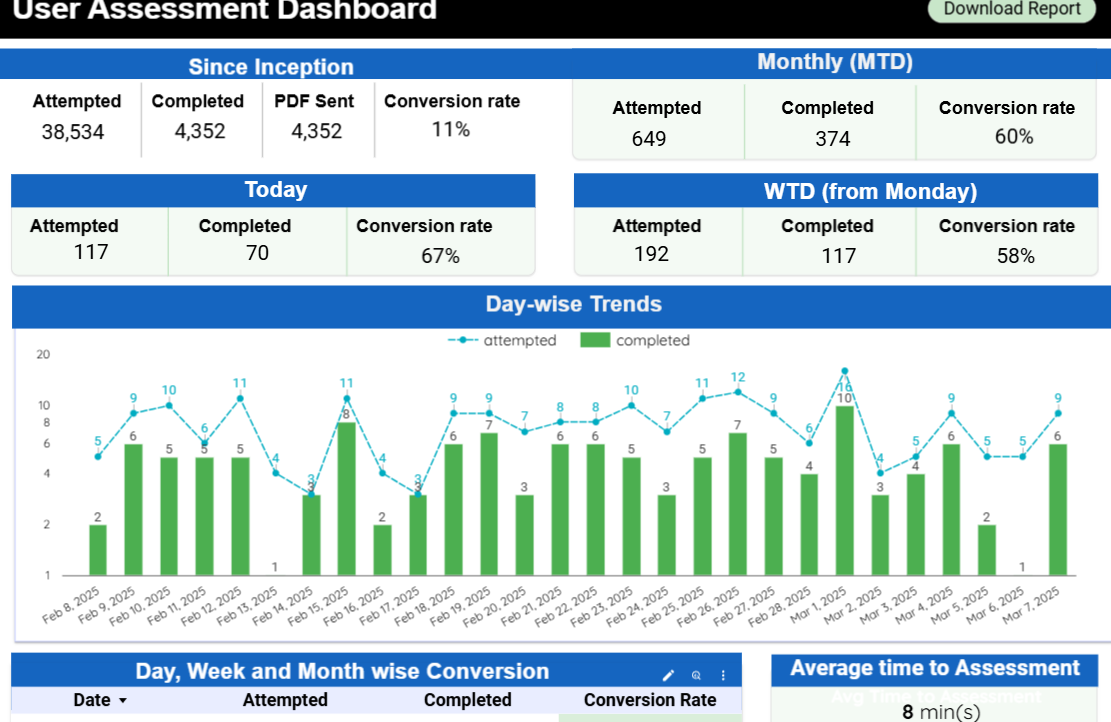 User Assessment Dashboard
Download Report
Since Inception
Attempted Completed PDF Sent Conversion rate
38,534 4,352 4,352 11%
Monthly (MTD)
Attempted Completed Conversion rate
649 374 60%
Today
Attempted Completed Conversion rate
117 70 67%
WTD (from Monday)
Attempted Completed Conversion rate
192 117 58%
Day-wise Trends
attempted completed
20
10
8
6
4
2
1
5 9 10 6 11 4 3 11 4 3 9 9 7 8 8 10 7 11 12 9 6 16 4 5 9 5 5 9
2 6 5 5 5 1 3 8 2 3 6 7 3 6 6 5 3 5 7 5 4 10 3 4 6 2 1 6
Feb 8, 2025 Feb 9, 2025 Feb 10, 2025 Feb 11, 2025 Feb 12, 2025 Feb 13, 2025 Feb 14, 2025 Feb 15, 2025 Feb 16, 2025 Feb 17, 2025 Feb 18, 2025 Feb 19, 2025 Feb 20, 2025 Feb 21, 2025 Feb 22, 2025 Feb 23, 2025 Feb 24, 2025 Feb 25, 2025 Feb 26, 2025 Feb 27, 2025 Feb 28, 2025 Mar 1, 2025 Mar 2, 2025 Mar 3, 2025 Mar 4, 2025 Mar 5, 2025 Mar 6, 2025 Mar 7, 2025
Day, Week and Month wise Conversion
Date Attempted Completed Conversion Rate
Average time to Assessment
Avg Time to Assessment
8 min(s)